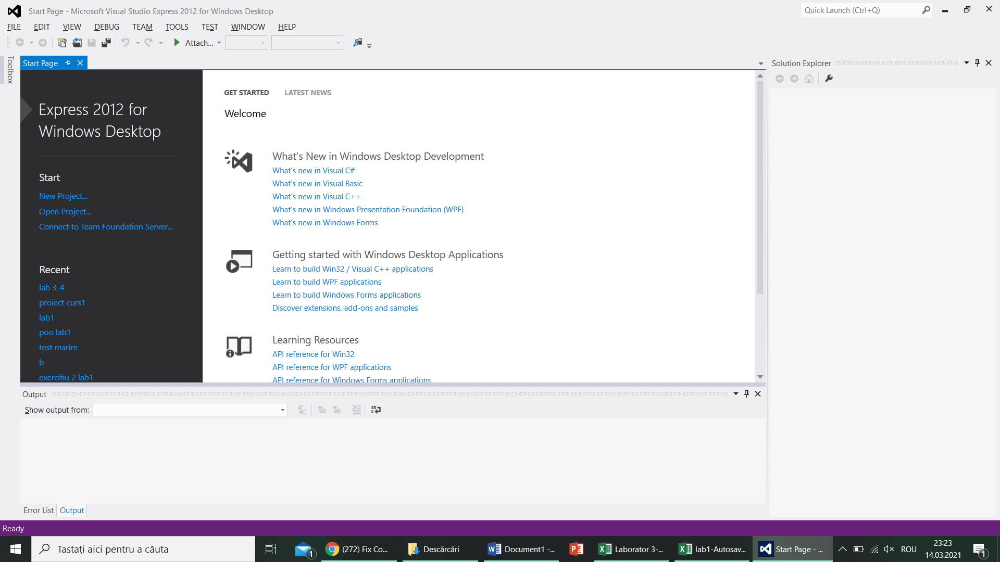 Start Page - Microsoft Visual Studio Express 2012 for Windows Desktop
Quick Launch (Ctrl+Q)
FILE EDIT VIEW DEBUG TEAM TOOLS TEST WINDOW HELP
Attach...
Toolbox
Start Page
Solution Explorer
Express 2012 for
Windows Desktop
Start
New Project...
Open Project...
Connect to Team Foundation Server...
Recent
lab 3-4
proiect curs1
lab1
poo lab1
test marire
b
exercitiu 2 lab1
GET STARTED LATEST NEWS
Welcome
What's New in Windows Desktop Development
What's new in Visual C#
What's new in Visual Basic
What's new in Visual C++
What's new in Windows Presentation Foundation (WPF)
What's new in Windows Forms
Getting started with Windows Desktop Applications
Learn to build Win32 / Visual C++ applications
Learn to build WPF applications
Learn to build Windows Forms applications
Discover extensions, add-ons and samples
Learning Resources
API reference for Win32
API reference for WPF applications
API reference for Windows Forms applications
Output
Show output from:
Error List Output
Ready
Tastați aici pentru a căuta
1
(272) Fix Co...
Descărcări
Document1 -...
Laborator 3-...
lab1-Autosav...
Start Page - ...
ROU
23:23
14.03.2021
1